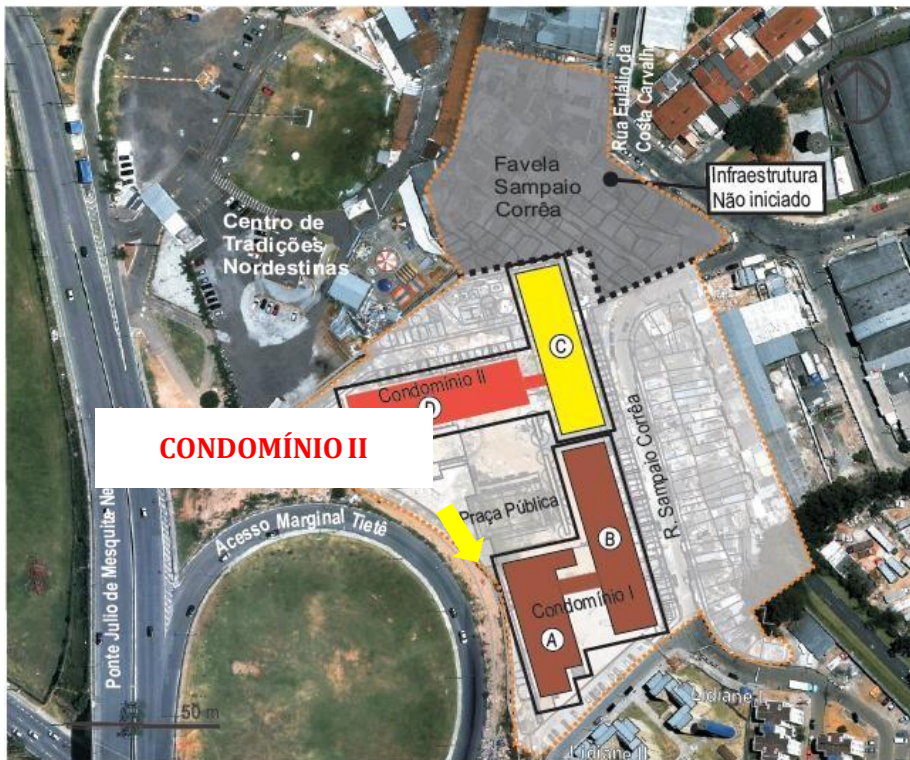 Rua Eulálio da
Costa Carvalho
Favela
Sampaio
Corrêa
Infraestrutura
Não iniciado
Centro de
Tradições
Nordestinas
C
Condomínio II
D
CONDOMÍNIO II
R. Sampaio Corrêa
Praça Pública
B
Acesso Marginal Tietê
Condomínio I
A
Ponte Julio de Mesquita Ne
50 m
Lidiane I
Lidiane II